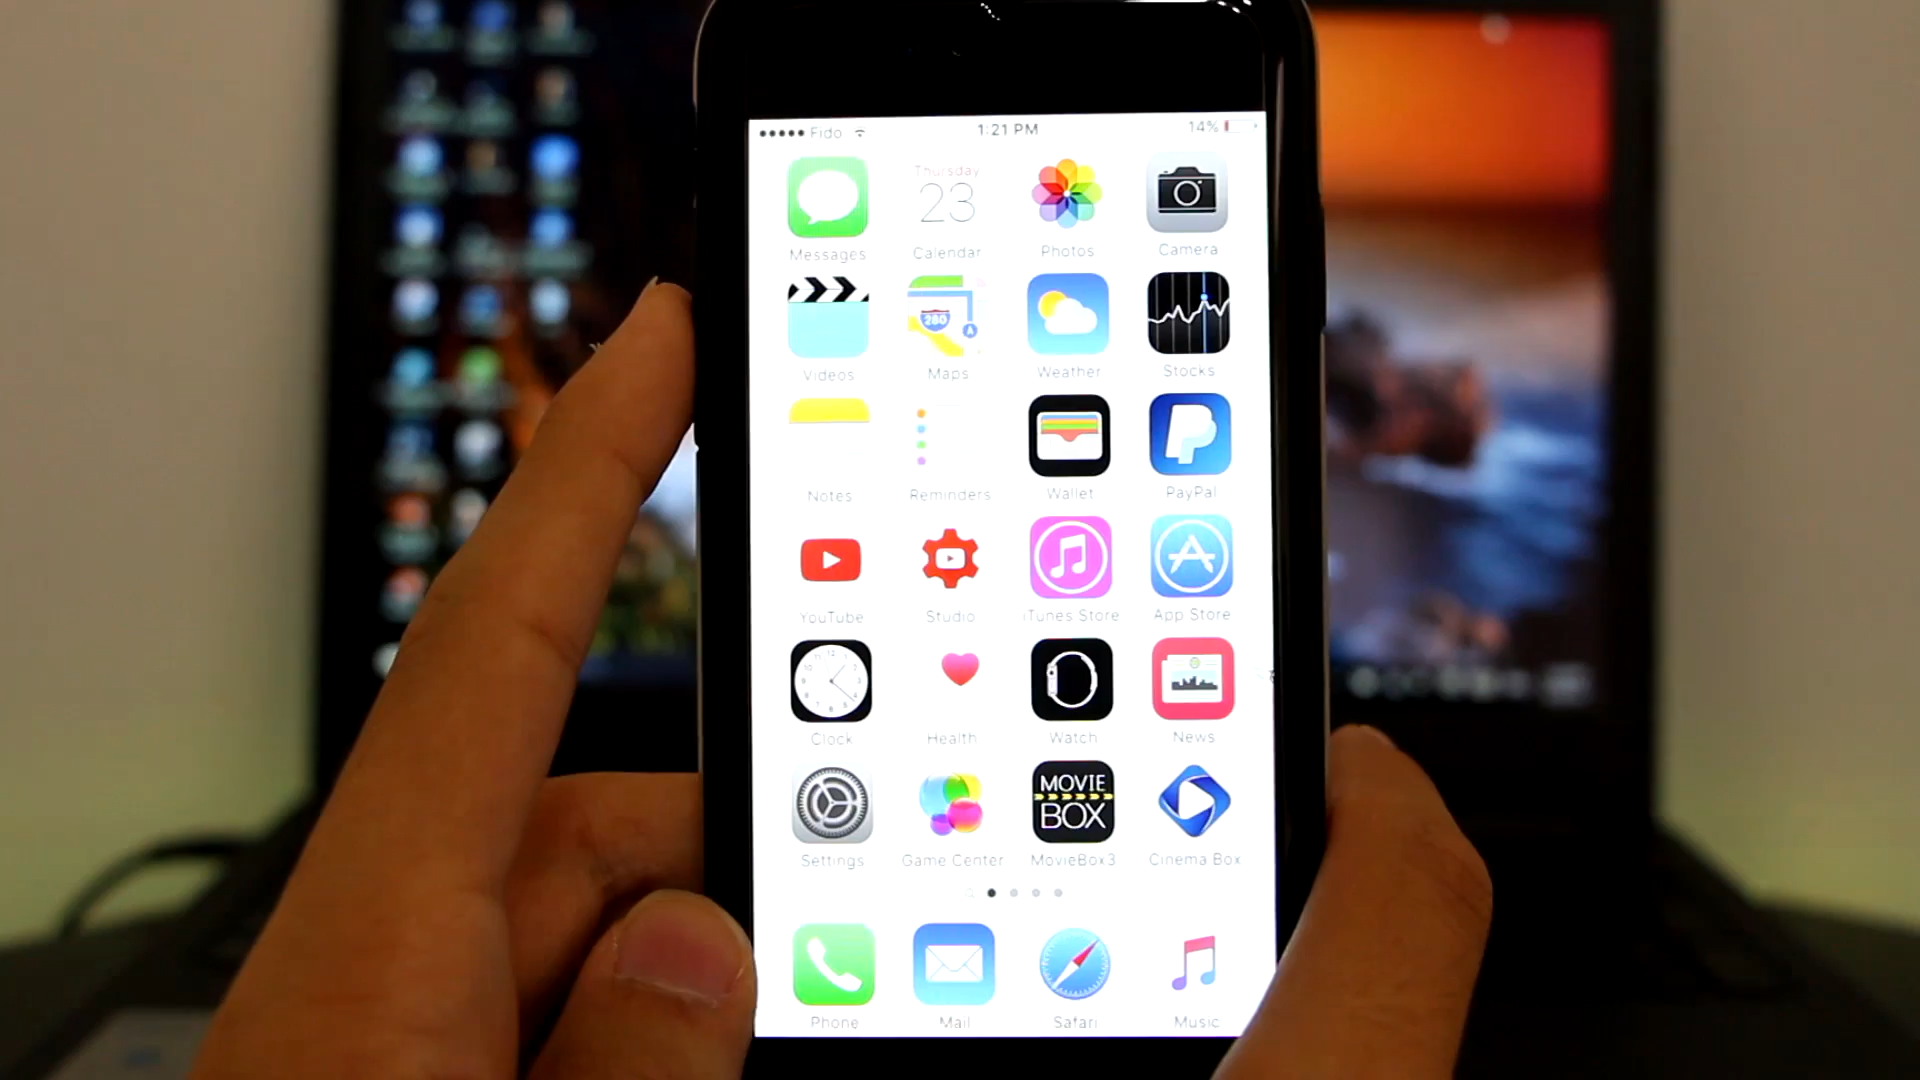 Fido 1:21 PM 14%
Thursday
23
Messages Calendar Photos Camera
280 A
Videos Maps Weather Stocks
Notes Reminders Wallet PayPal
YouTube Studio iTunes Store App Store
12
Clock Health Watch News
MOVIE
BOX
Settings Game Center MovieBox3 Cinema Box
Phone Mail Safari Music